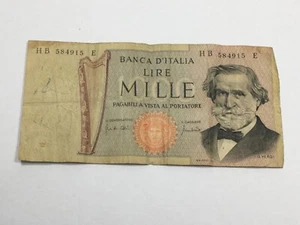 HB 584915 E
BANCA D'ITALIA
HB 584915 E
LIRE
MILLE
PAGABILI A VISTA AL PORTATORE